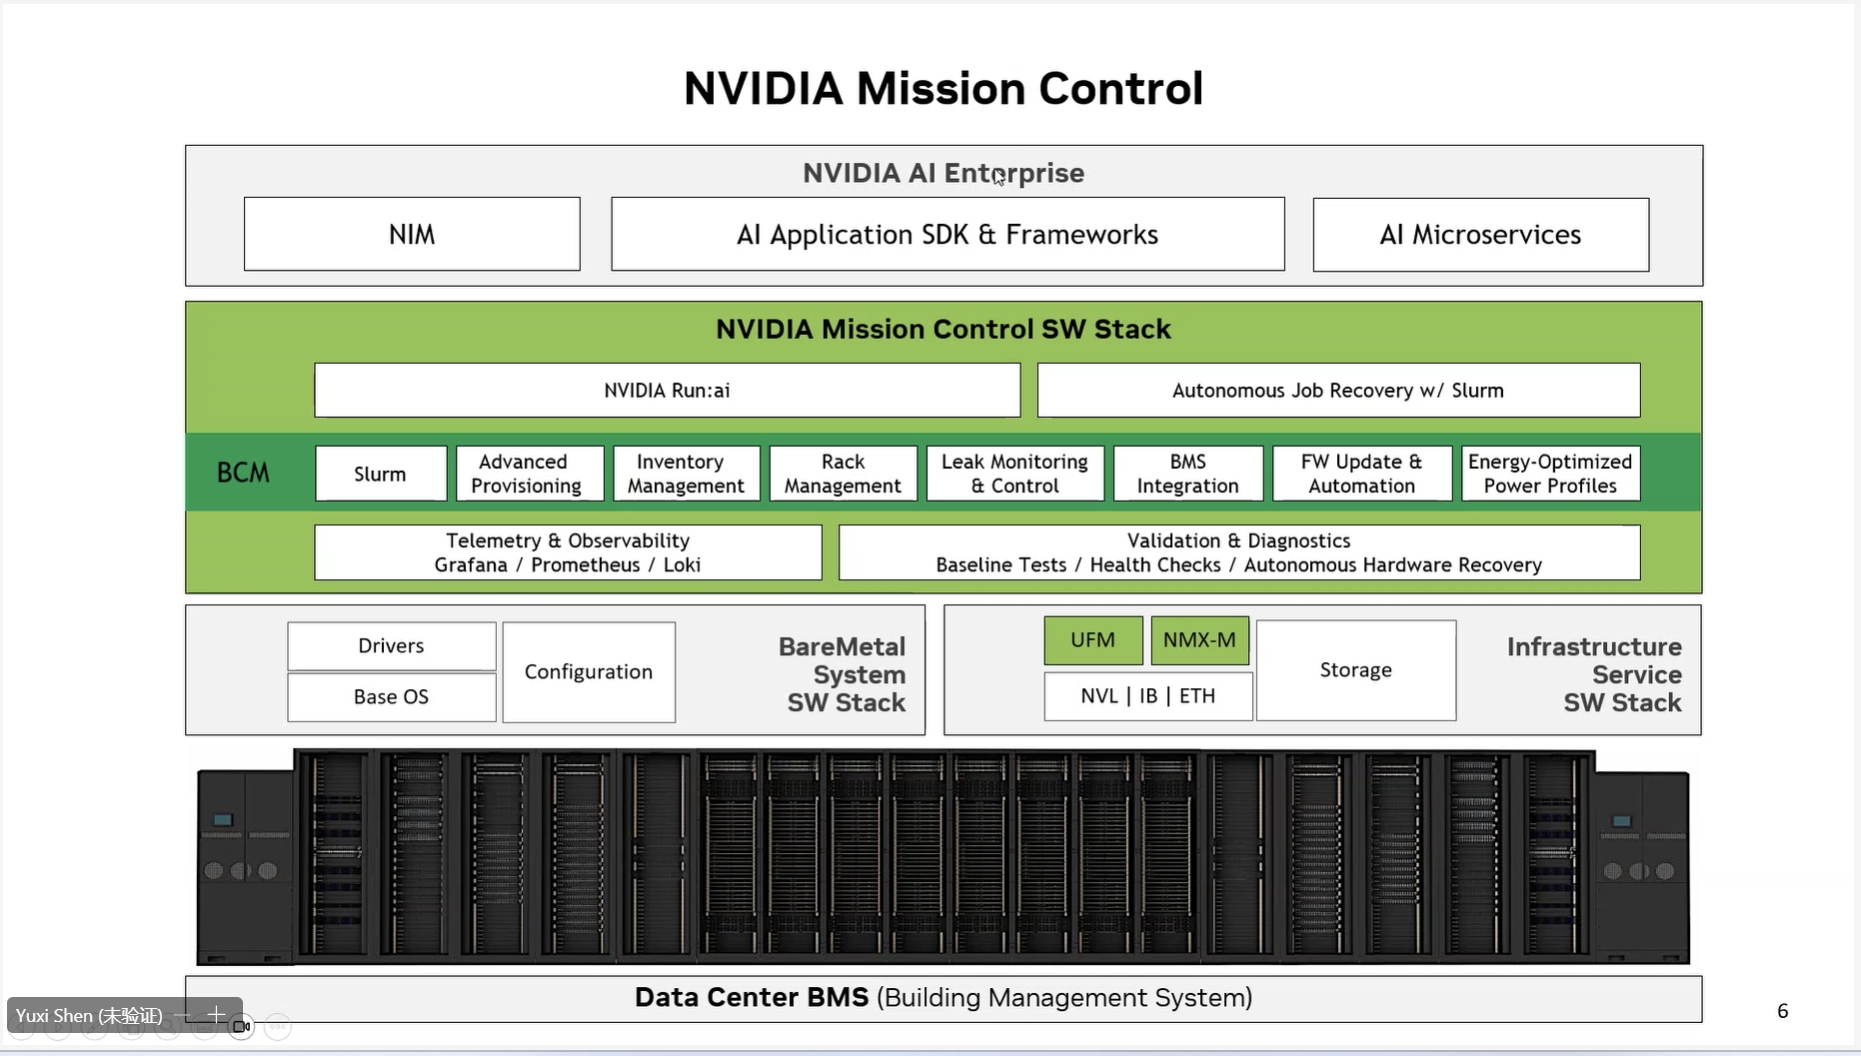 NVIDIA Mission Control
NVIDIA AI Enterprise
NIM
AI Application SDK & Frameworks
AI Microservices
NVIDIA Mission Control SW Stack
NVIDIA Run:ai
Autonomous Job Recovery w/ Slurm
BCM
Slurm
Advanced
Provisioning
Inventory
Management
Rack
Management
Leak Monitoring
& Control
BMS
Integration
FW Update &
Automation
Energy-Optimized
Power Profiles
Telemetry & Observability
Grafana / Prometheus / Loki
Validation & Diagnostics
Baseline Tests / Health Checks / Autonomous Hardware Recovery
Drivers
Base OS
Configuration
BareMetal
System
SW Stack
UFM
NMX-M
NVL | IB | ETH
Storage
Infrastructure
Service
SW Stack
Data Center BMS (Building Management System)
Yuxi Shen (未验证)
6